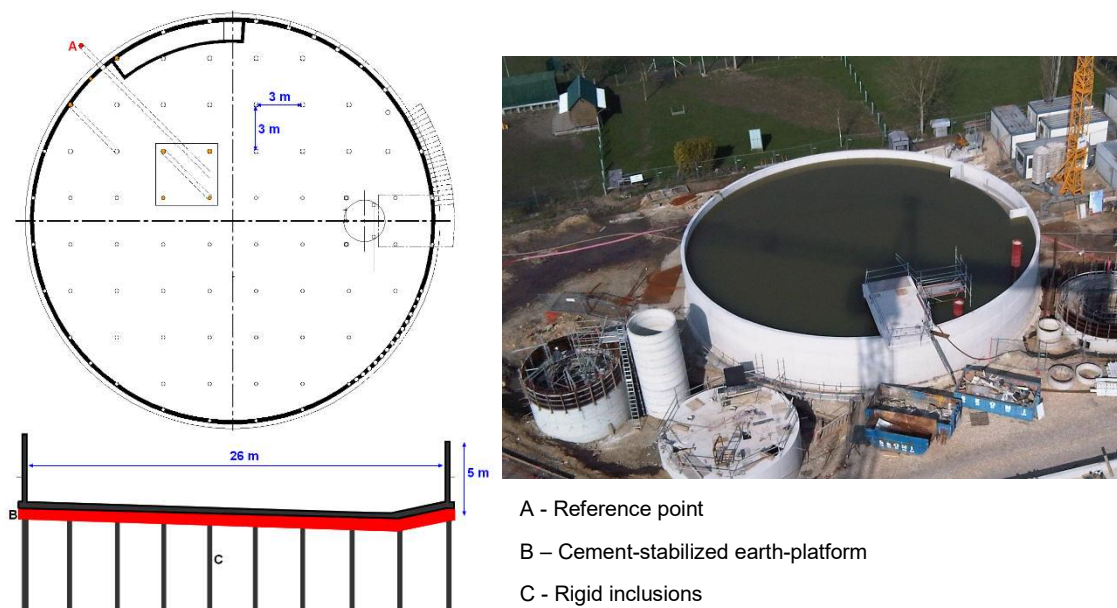 A
3 m
3 m
26 m
5 m
B
C
A - Reference point
B – Cement-stabilized earth-platform
C - Rigid inclusions